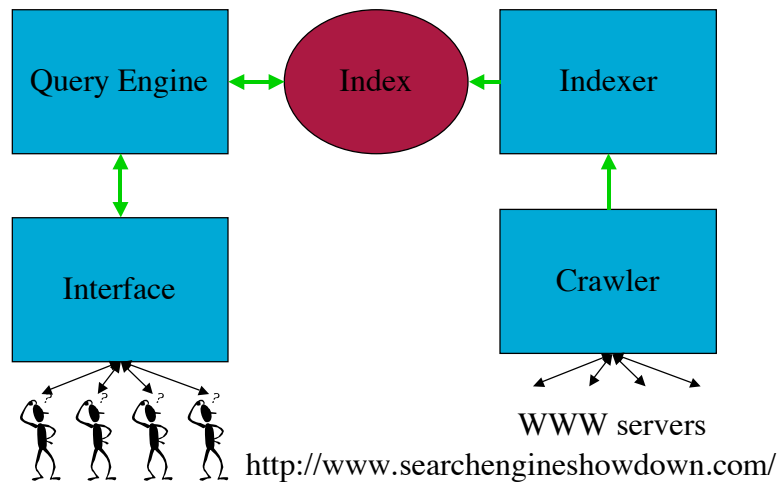 Query Engine
Index
Indexer
Interface
Crawler
? ? ? ?
WWW servers
http://www.searchengineshowdown.com/